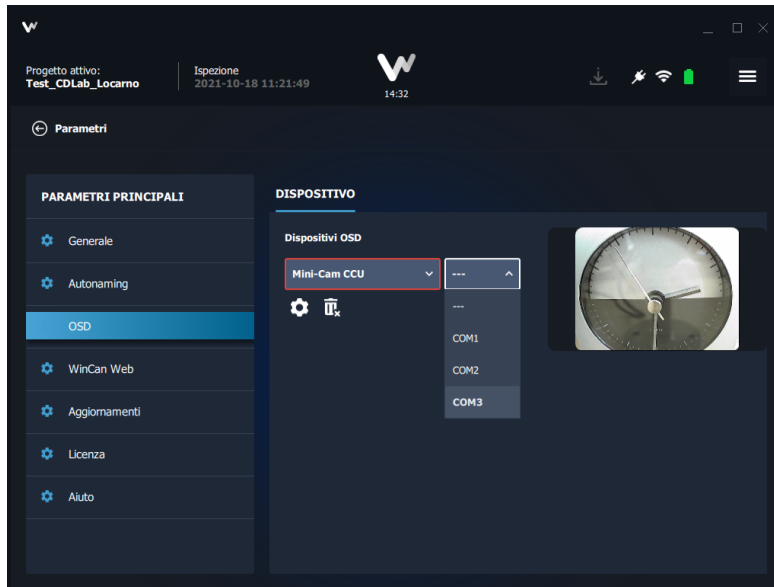 Progetto attivo:
Test_CDLab_Locarno
Ispezione
2021-10-18 11:21:49
14:32
Parametri
PARAMETRI PRINCIPALI
Generale
Autonaming
OSD
WinCan Web
Aggiornamenti
Licenza
Aiuto
DISPOSITIVO
Dispositivi OSD
Mini-Cam CCU
---
---
COM1
COM2
COM3